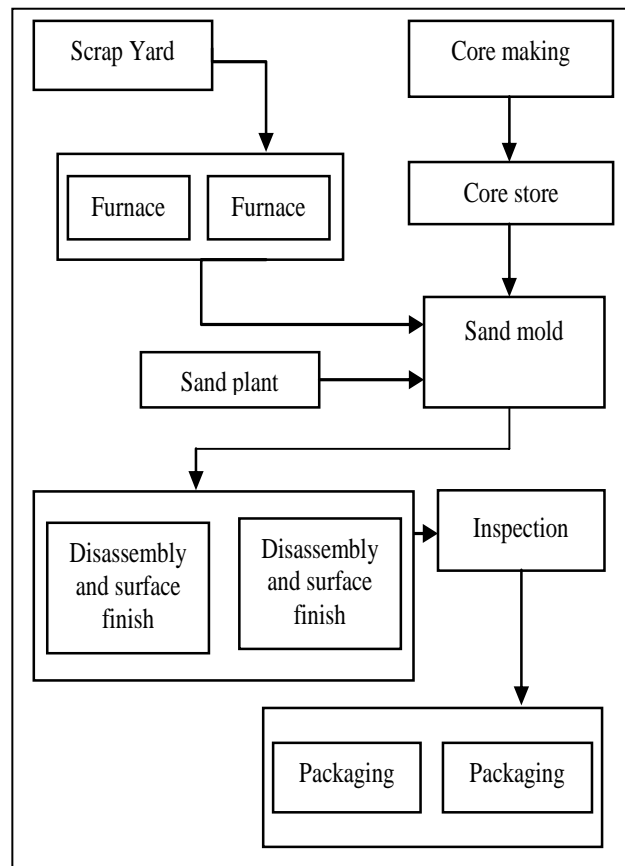 Scrap Yard
Core making
Furnace
Furnace
Core store
Sand mold
Sand plant
Disassembly
and surface
finish
Disassembly
and surface
finish
Inspection
Packaging
Packaging